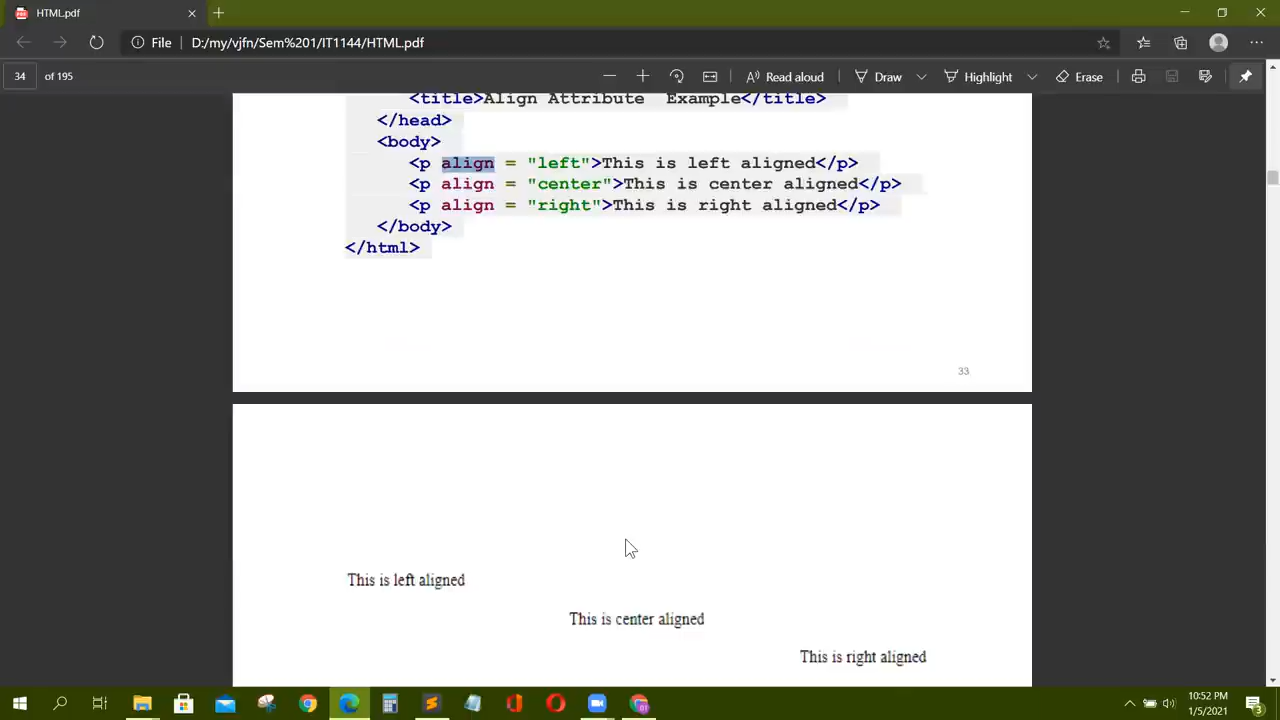 HTML.pdf
File D:/my/vjfn/Sem%201/IT1144/HTML.pdf
34 of 195 Read aloud Draw Highlight Erase
<title>Align Attribute  Example</title>
</head>
<body>
<p align = "left">This is left aligned</p>
<p align = "center">This is center aligned</p>
<p align = "right">This is right aligned</p>
</body>
</html>
33
This is left aligned
This is center aligned
This is right aligned
10:52 PM
1/5/2021
3